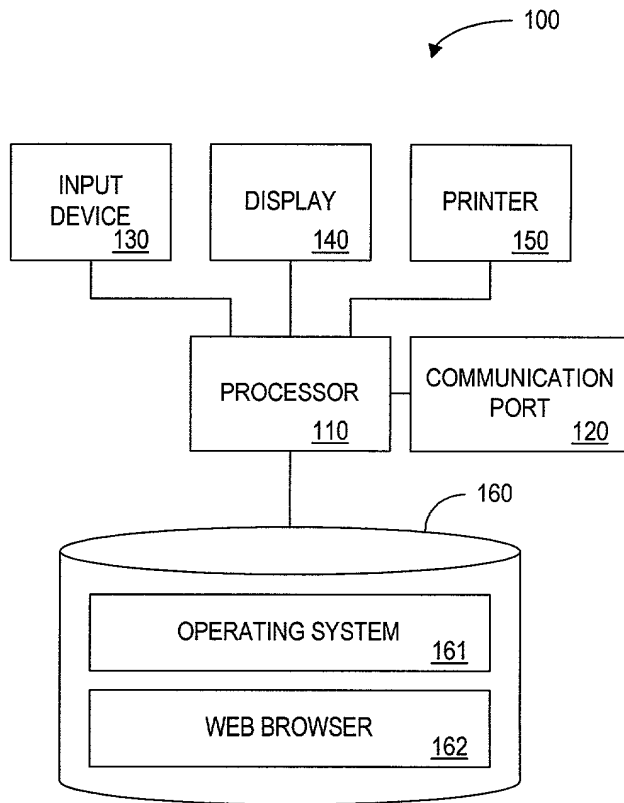 100
INPUT
DEVICE
130
DISPLAY
140
PRINTER
150
PROCESSOR
110
COMMUNICATION
PORT
120
160
OPERATING SYSTEM
161
WEB BROWSER
162